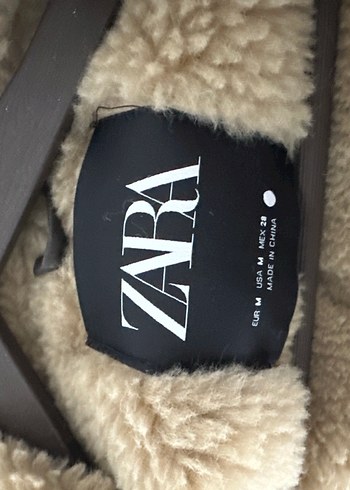 ZARA
EUR M USA M MEX 28
MADE IN CHINA